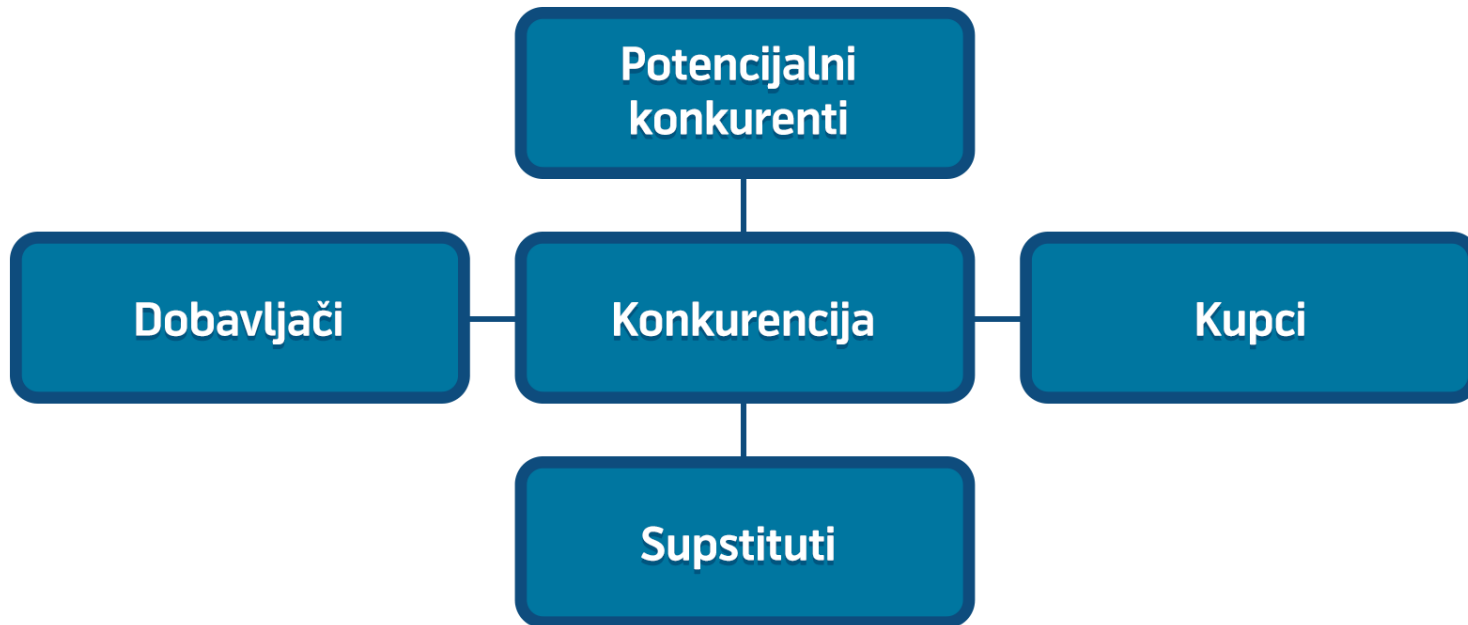 Potencijalni
konkurenti
Dobavljači
Konkurencija
Kupci
Supstituti